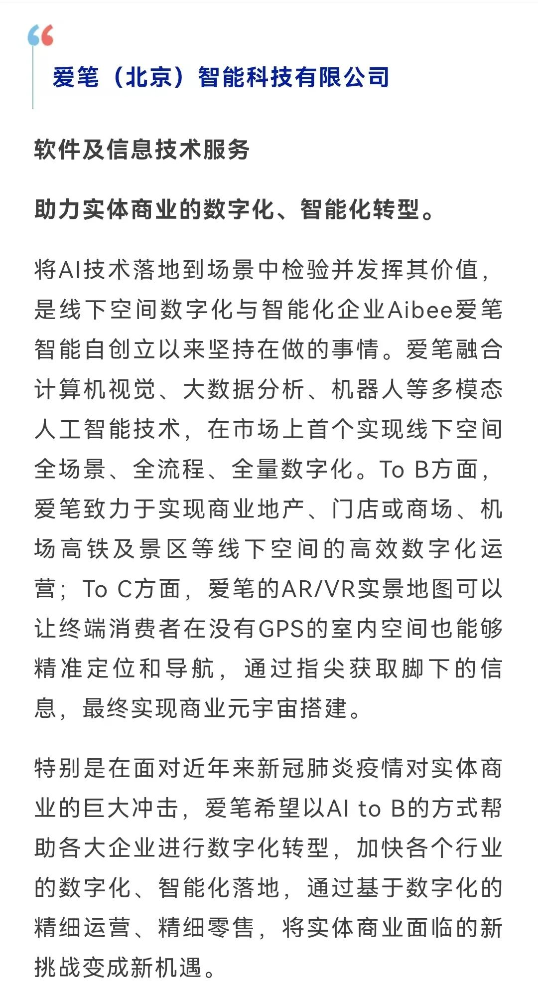 爱笔（北京）智能科技有限公司
软件及信息技术服务
助力实体商业的数字化、智能化转型。
将AI技术落地到场景中检验并发挥其价值，
是线下空间数字化与智能化企业Aibee爱笔
智能自创立以来坚持在做的事情。爱笔融合
计算机视觉、大数据分析、机器人等多模态
人工智能技术，在市场上首个实现线下空间
全场景、全流程、全量数字化。To B方面，
爱笔致力于实现商业地产、门店或商场、机
场高铁及景区等线下空间的高效数字化运
营；To C方面，爱笔的AR/VR实景地图可以
让终端消费者在没有GPS的室内空间也能够
精准定位和导航，通过指尖获取脚下的信
息，最终实现商业元宇宙搭建。
特别是在面对近年来新冠肺炎疫情对实体商
业的巨大冲击，爱笔希望以AI to B的方式帮
助各大企业进行数字化转型，加快各个行业
的数字化、智能化落地，通过基于数字化的
精细运营、精细零售，将实体商业面临的新
挑战变成新机遇。